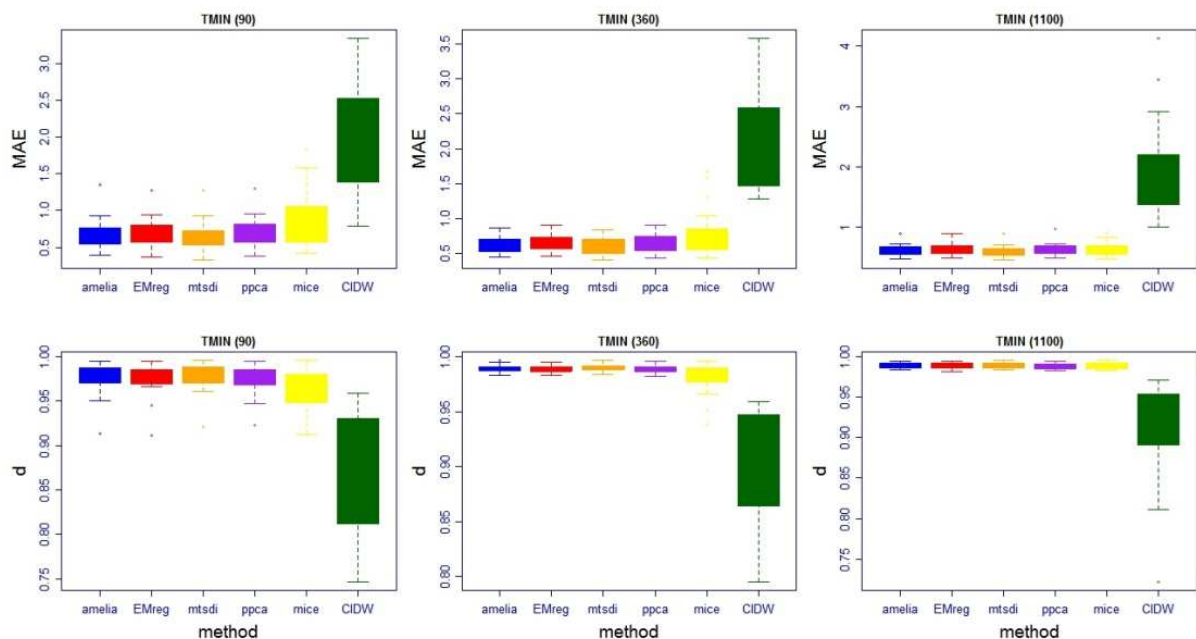 TMIN (90)
MAE
3.0
2.5
2.0
1.5
1.0
0.5
amelia EMreg mtsdi ppca mice CIDW
TMIN (360)
MAE
3.5
3.0
2.5
2.0
1.5
1.0
0.5
amelia EMreg mtsdi ppca mice CIDW
TMIN (1100)
MAE
4
3
2
1
amelia EMreg mtsdi ppca mice CIDW
TMIN (90)
d
1.00
0.95
0.90
0.85
0.80
0.75
amelia EMreg mtsdi ppca mice CIDW
method
TMIN (360)
d
1.00
0.95
0.90
0.85
0.80
amelia EMreg mtsdi ppca mice CIDW
method
TMIN (1100)
d
1.00
0.95
0.90
0.85
0.80
0.75
amelia EMreg mtsdi ppca mice CIDW
method